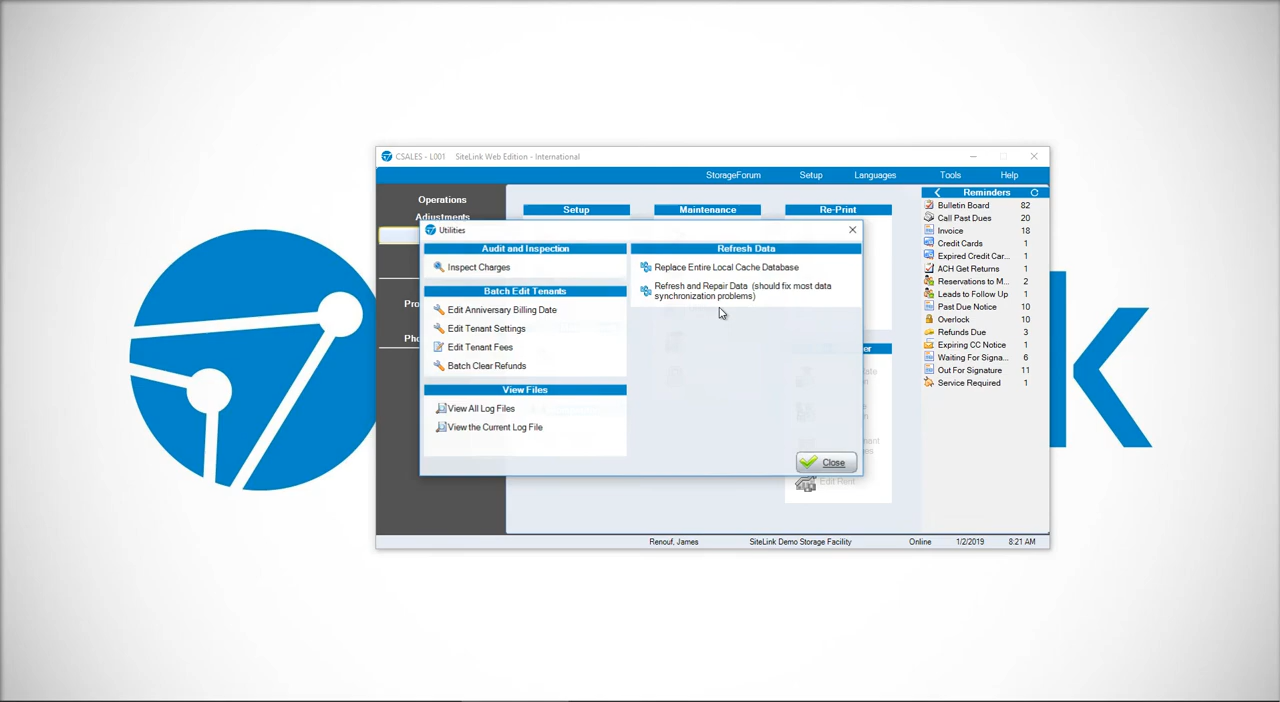 CSALES - L001 SiteLink Web Edition - International
StorageForum Setup Languages Tools Help
Operations
Adjustments
Setup
Maintenance
Re-Print
Utilities
Audit and Inspection
Inspect Charges
Batch Edit Tenants
Edit Anniversary Billing Date
Edit Tenant Settings
Edit Tenant Fees
Batch Clear Refunds
View Files
View All Log Files
View the Current Log File
Refresh Data
Replace Entire Local Cache Database
Refresh and Repair Data (should fix most data
synchronization problems)
Close
Edit Rent
Reminders
Bulletin Board 82
Call Past Dues 20
Invoice 18
Credit Cards 1
Expired Credit Car... 1
ACH Get Returns 1
Reservations to M... 2
Leads to Follow Up 1
Past Due Notice 10
Overlock 10
Refunds Due 3
Expiring CC Notice 1
Waiting For Signa... 6
Out For Signature 11
Service Required 1
Renouf, James SiteLink Demo Storage Facility Online 1/2/2019 8:21 AM
k